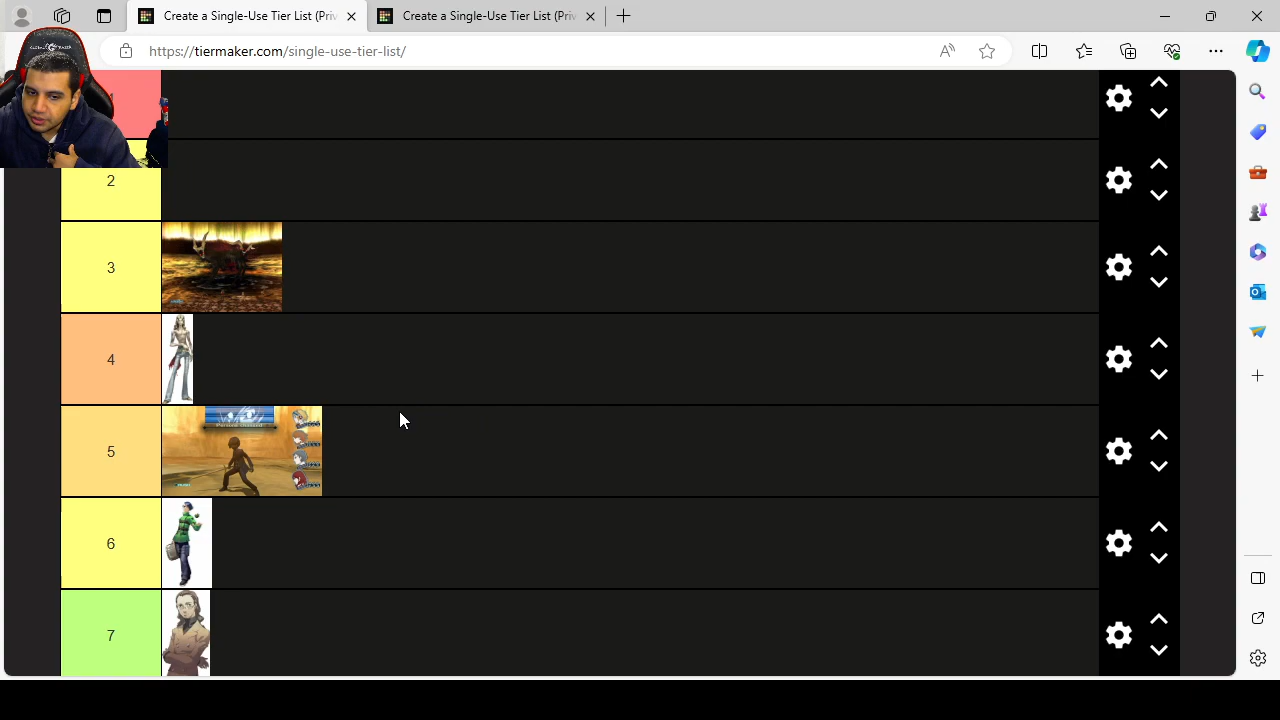 Create a Single-Use Tier List (Priv
Create a Single-Use Tier List (Priv
https://tiermaker.com/single-use-tier-list/
2
3
4
5
6
7